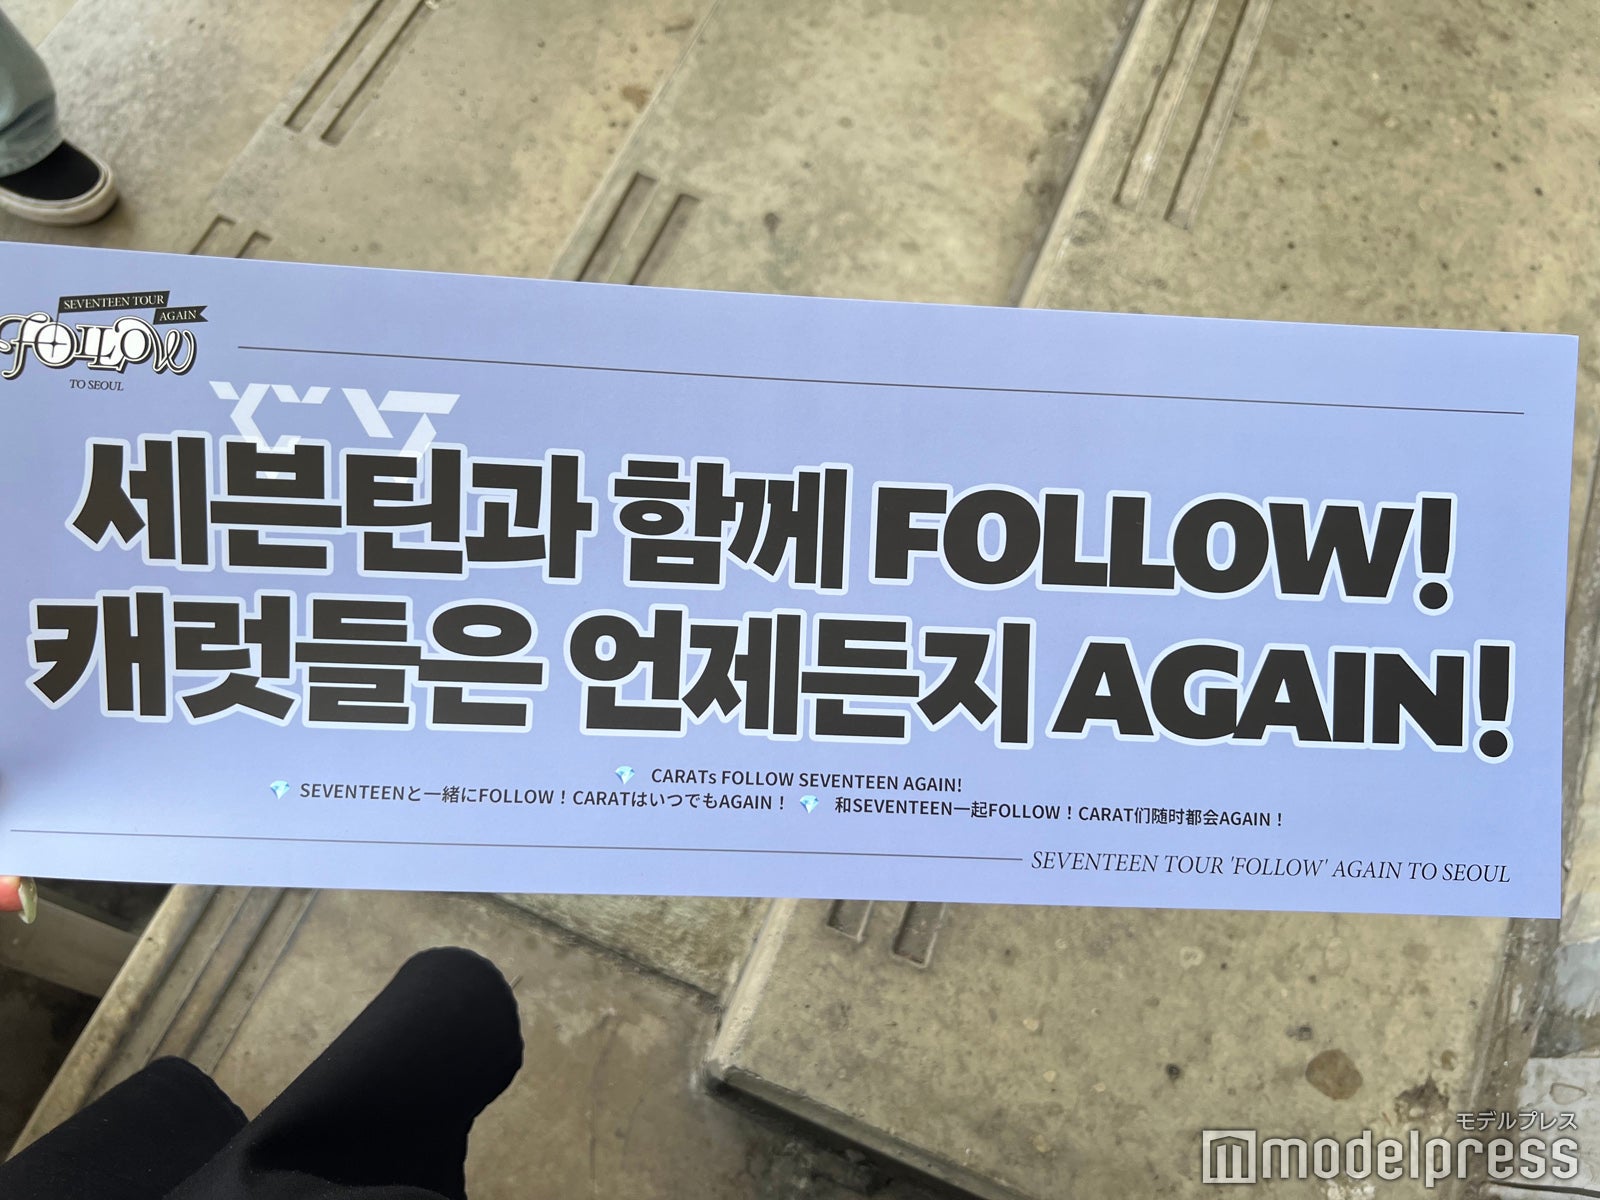 SEVENTEEN TOUR
AGAIN
FOLLOW
TO SEOUL
세븐틴과 함께 FOLLOW!
캐럿들은 언제든지 AGAIN!
💎 CARATs FOLLOW SEVENTEEN AGAIN!
💎 SEVENTEENと一緒にFOLLOW！CARATはいつでもAGAIN！ 💎 和SEVENTEEN一起FOLLOW！CARAT们随时都会AGAIN！
SEVENTEEN TOUR 'FOLLOW' AGAIN TO SEOUL
モデルプレス
modelpress